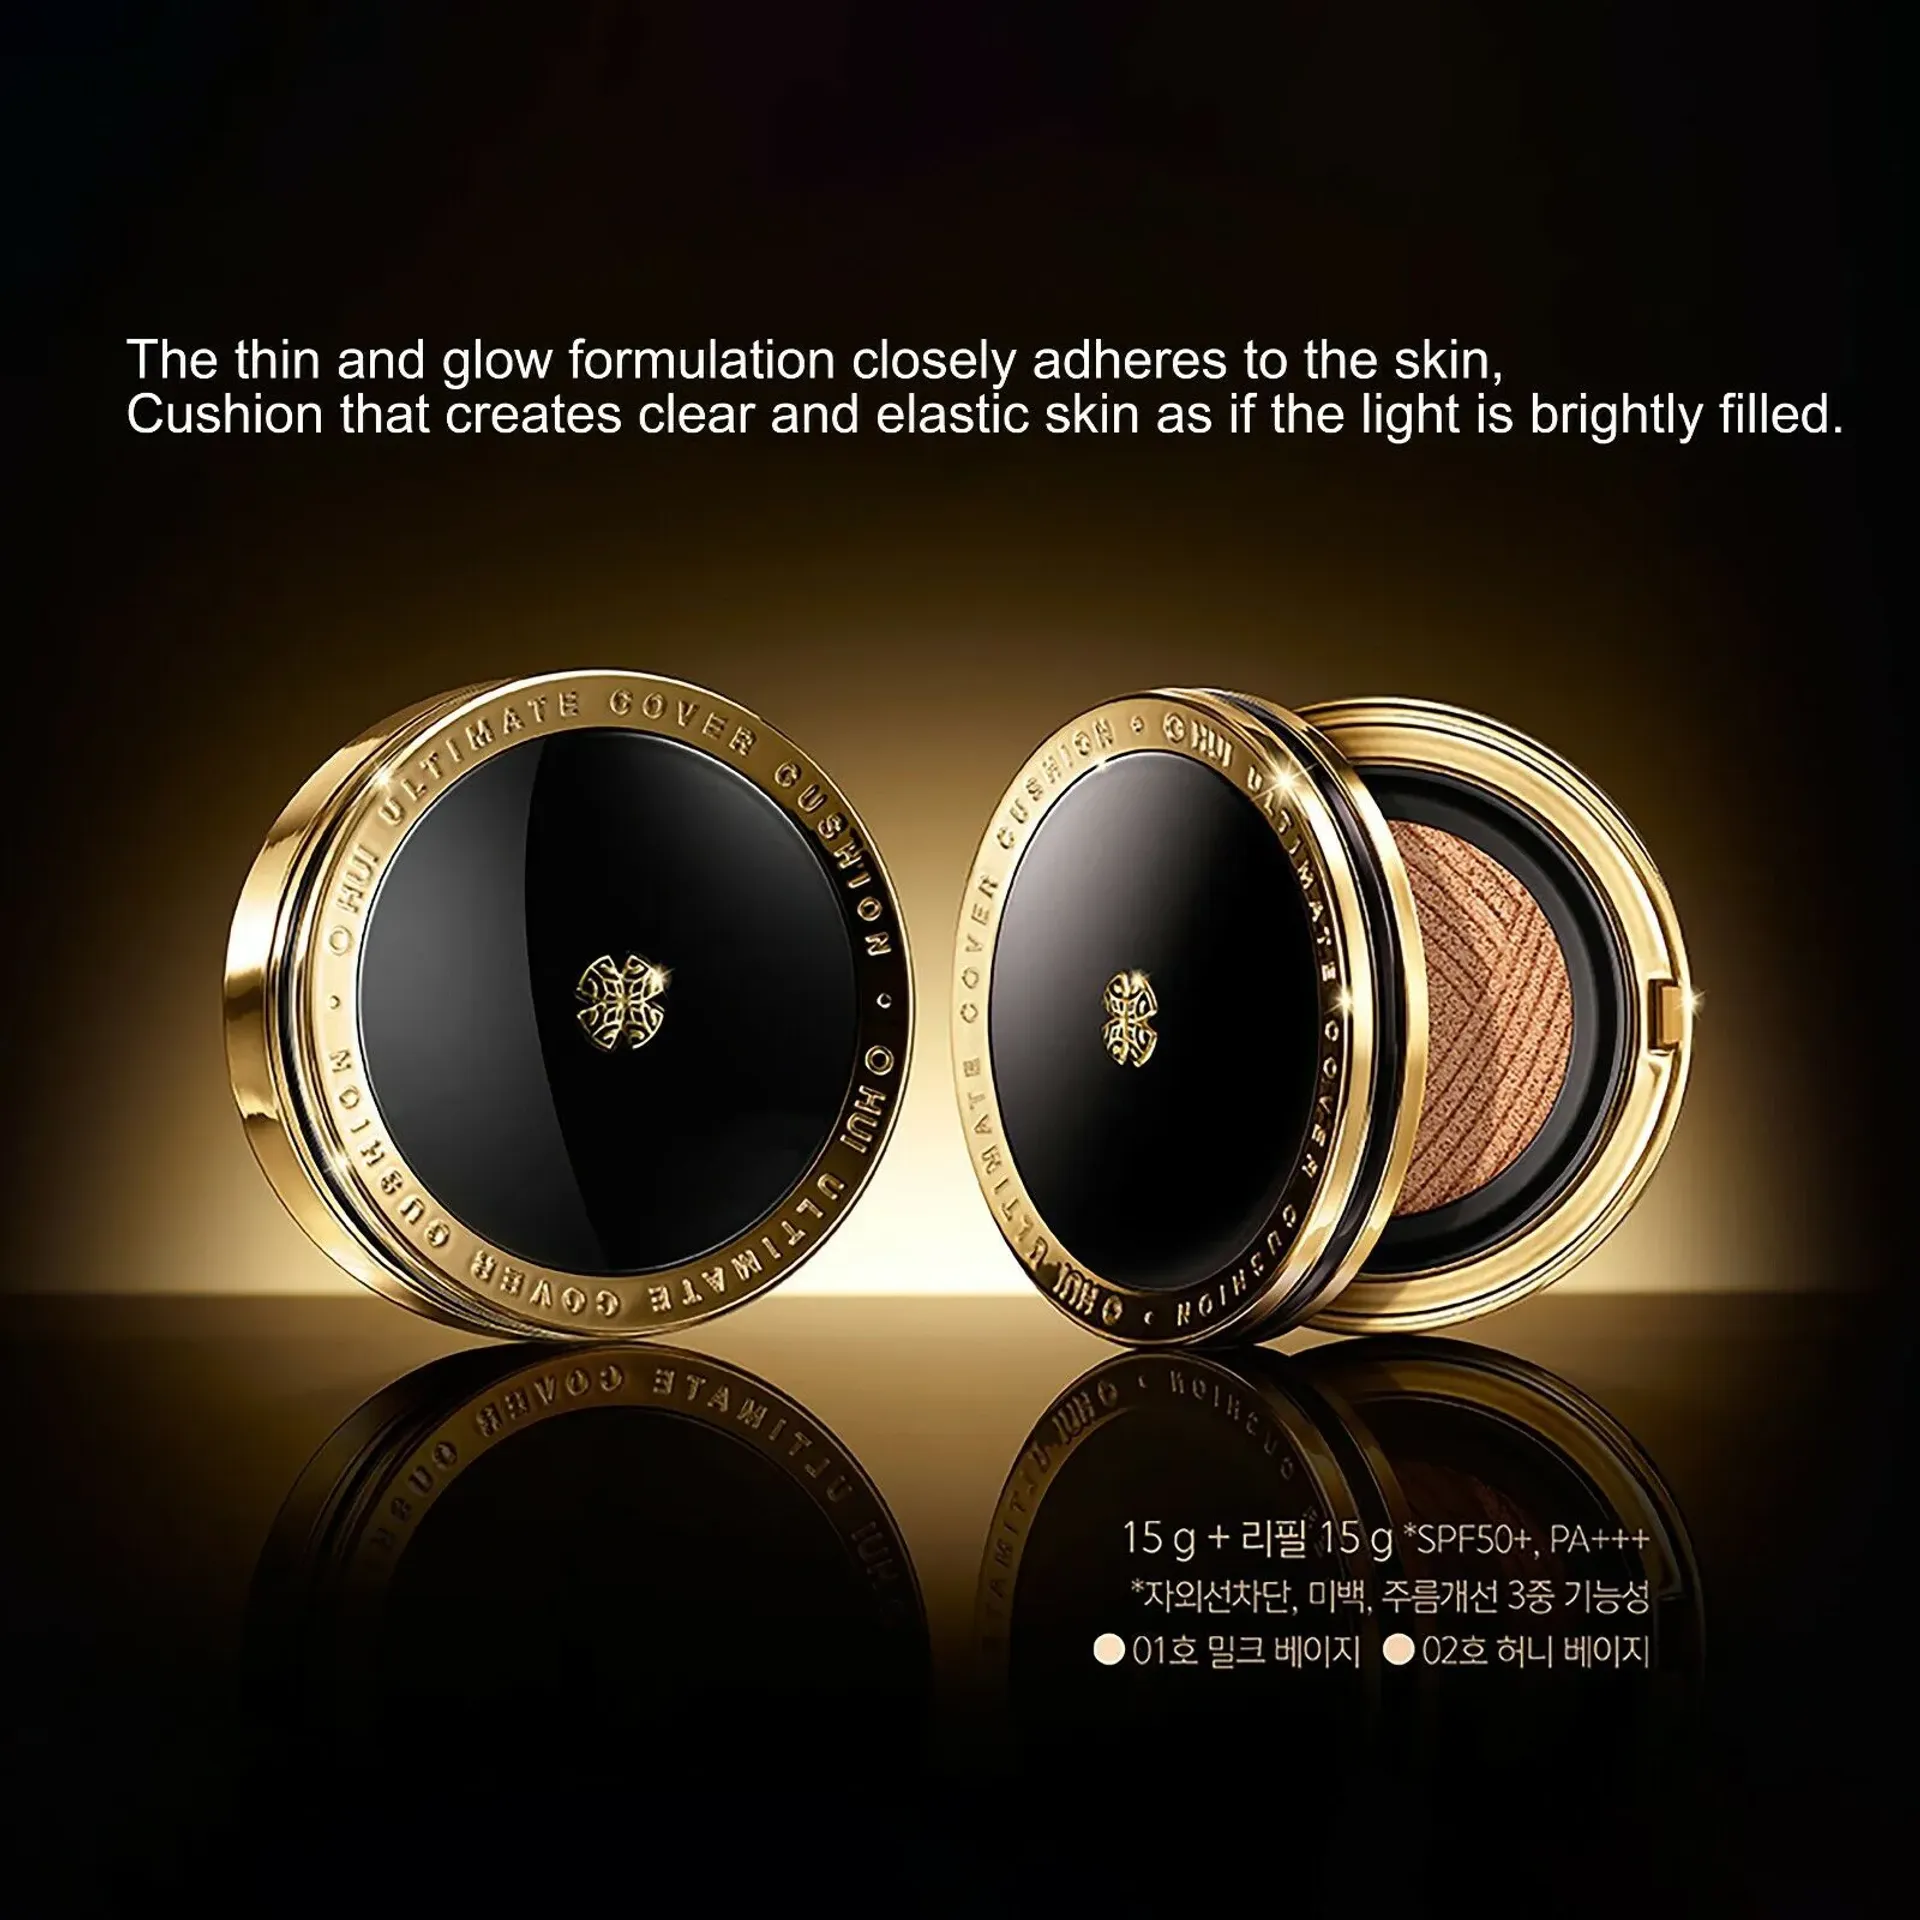 The thin and glow formulation closely adheres to the skin,
Cushion that creates clear and elastic skin as if the light is brightly filled.
OHUI ULTIMATE COVER CUSHION • OHUI ULTIMATE COVER CUSHION •
OHUI ULTIMATE COVER CUSHION • OHUI ULTIMATE COVER CUSHION •
15 g + 리필 15 g *SPF50+, PA+++
*자외선차단, 미백, 주름개선 3중 기능성
01호 밀크 베이지 02호 허니 베이지